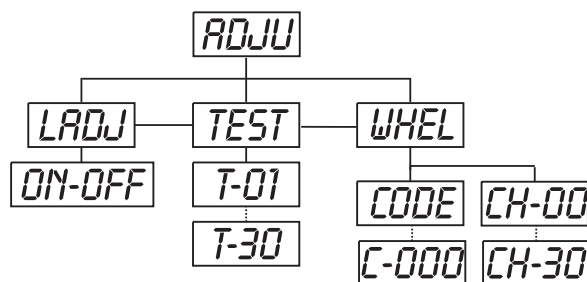 ADJU
LADJ TEST WHEL
ON-OFF T-01 CODE CH-00
T-30 C-000 CH-30